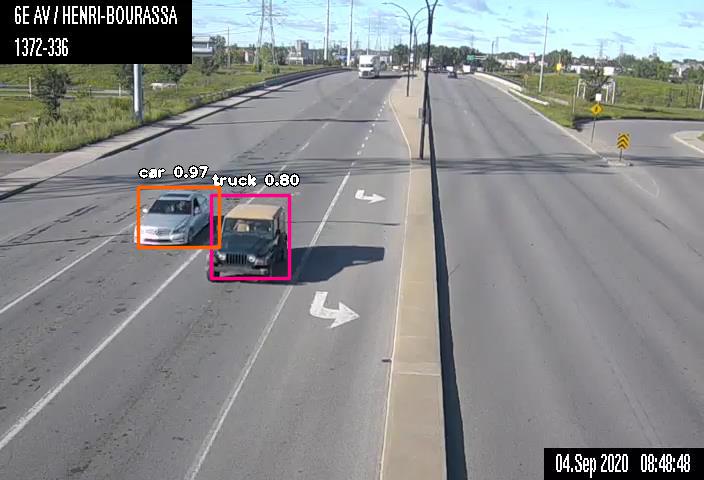 6E AV / HENRI-BOURASSA
1372-336
car 0.97
truck 0.80
04.Sep 2020 08:48:48